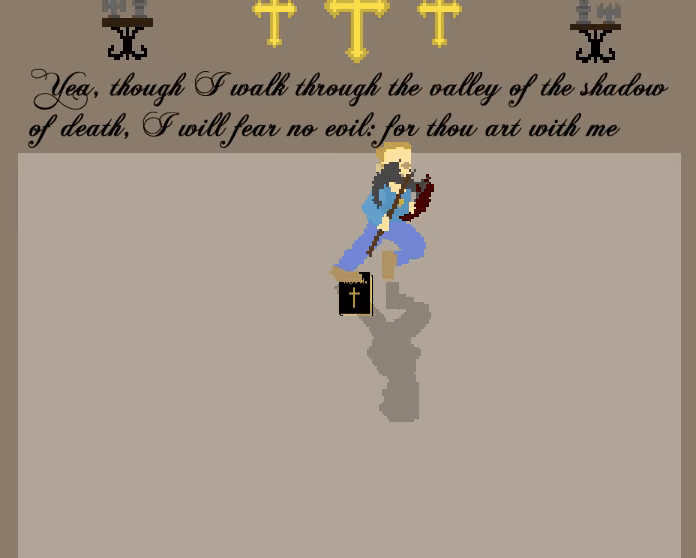 Yea, though I walk through the valley of the shadow
of death, I will fear no evil: for thou art with me